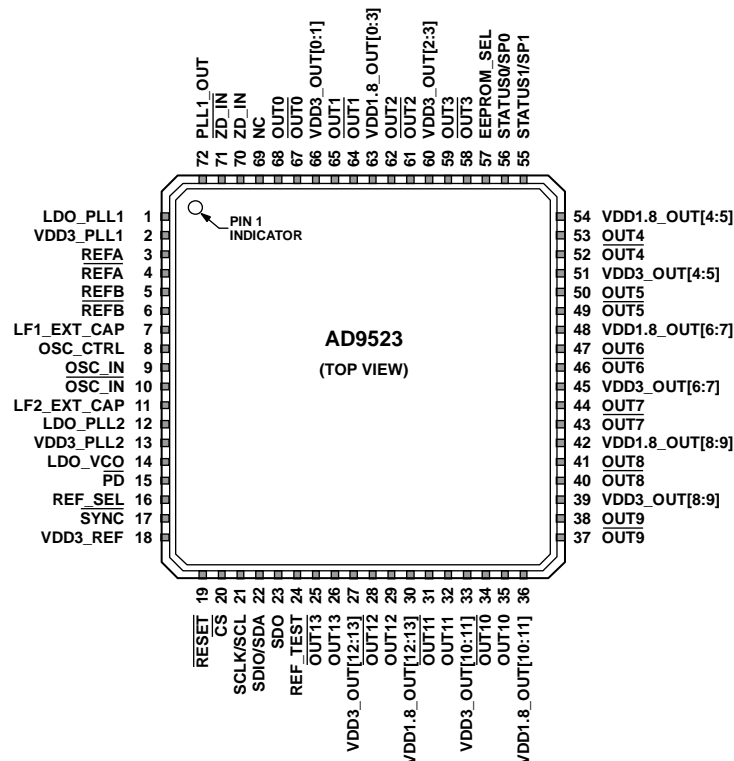 72 PLL1_OUT
71 ZD_IN
70 ZD_IN
69 NC
68 OUT0
67 OUT0
66 VDD3_OUT[0:1]
65 OUT1
64 OUT1
63 VDD1.8_OUT[0:3]
62 OUT2
61 OUT2
60 VDD3_OUT[2:3]
59 OUT3
58 OUT3
57 EEPROM_SEL
56 STATUS0/SP0
55 STATUS1/SP1
LDO_PLL1 1
VDD3_PLL1 2
REFA 3
REFA 4
REFB 5
REFB 6
LF1_EXT_CAP 7
OSC_CTRL 8
OSC_IN 9
OSC_IN 10
LF2_EXT_CAP 11
LDO_PLL2 12
VDD3_PLL2 13
LDO_VCO 14
PD 15
REF_SEL 16
SYNC 17
VDD3_REF 18
PIN 1
INDICATOR
AD9523
(TOP VIEW)
54 VDD1.8_OUT[4:5]
53 OUT4
52 OUT4
51 VDD3_OUT[4:5]
50 OUT5
49 OUT5
48 VDD1.8_OUT[6:7]
47 OUT6
46 OUT6
45 VDD3_OUT[6:7]
44 OUT7
43 OUT7
42 VDD1.8_OUT[8:9]
41 OUT8
40 OUT8
39 VDD3_OUT[8:9]
38 OUT9
37 OUT9
RESET 19
CS 20
SCLK/SCL 21
SDIO/SDA 22
SDO 23
REF_TEST 24
OUT13 25
OUT13 26
VDD3_OUT[12:13] 27
OUT12 28
OUT12 29
VDD1.8_OUT[12:13] 30
OUT11 31
OUT11 32
VDD3_OUT[10:11] 33
OUT10 34
OUT10 35
VDD1.8_OUT[10:11] 36